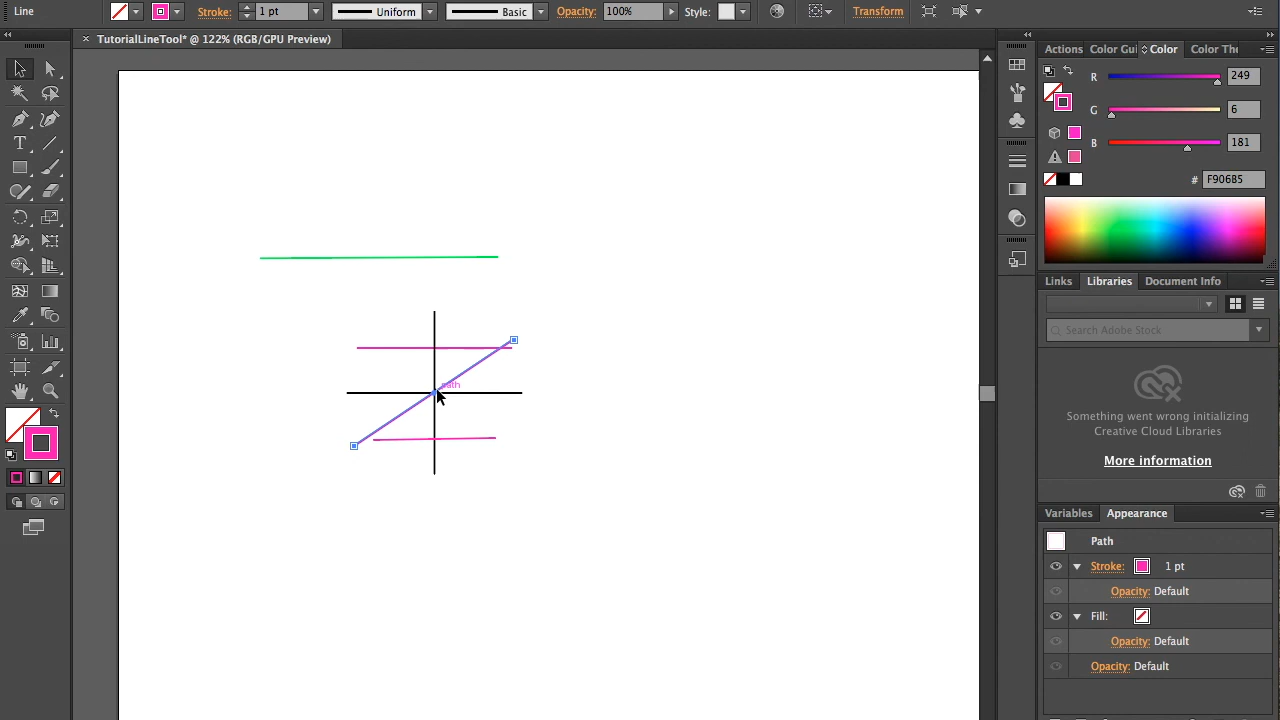 Line
Stroke: 1 pt Uniform Basic Opacity: 100% Style: Transform
× TutorialLineTool* @ 122% (RGB/GPU Preview)
Actions Color Gui Color Color The
R 249
G 6
B 181
# F906B5
Links Libraries Document Info
Search Adobe Stock
Something went wrong initializing
Creative Cloud Libraries
More information
path
Variables Appearance
Path
Stroke: 1 pt
Opacity: Default
Fill:
Opacity: Default
Opacity: Default